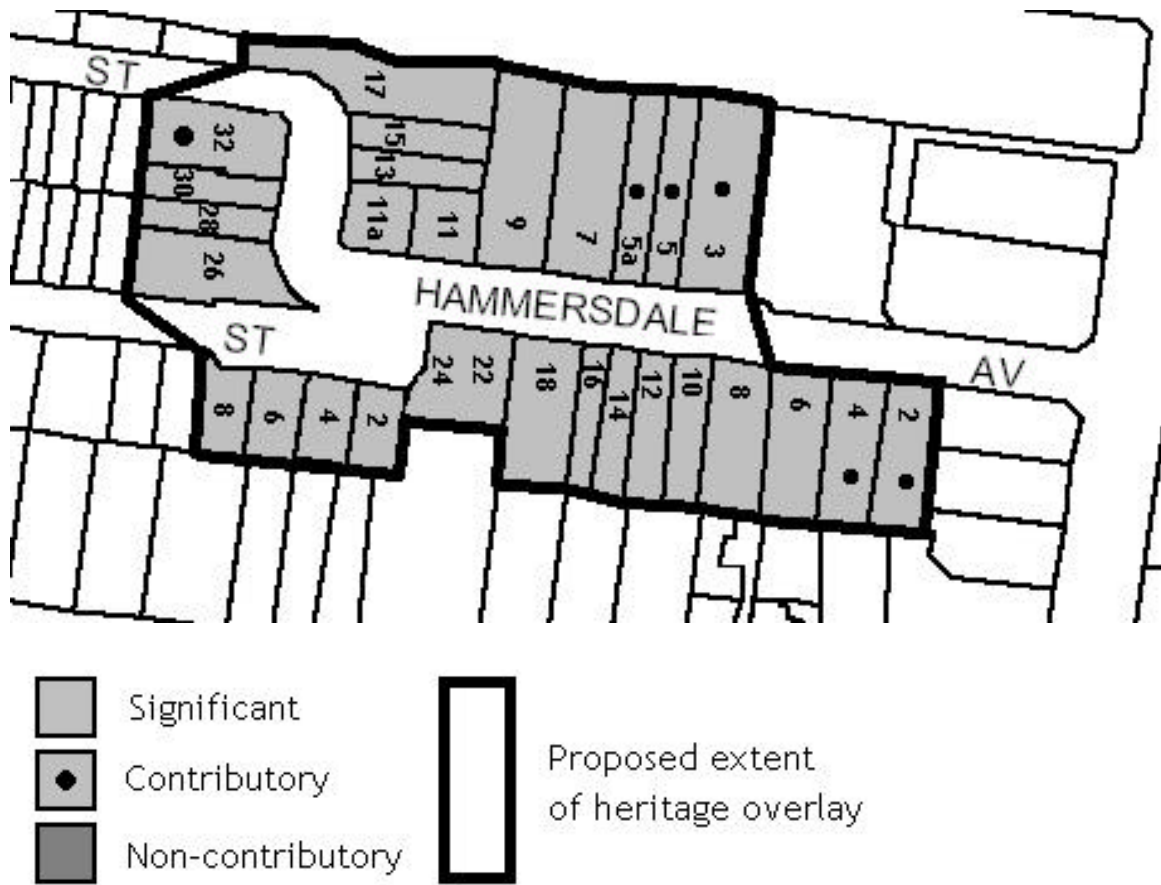 ST
17
32
15
13
30
28
11a
11
9
7
5a
5
3
26
HAMMERSDALE
ST
AV
24
22
18
16
14
12
10
8
6
4
2
8
6
4
2
Significant
Contributory
Non-contributory
Proposed extent
of heritage overlay